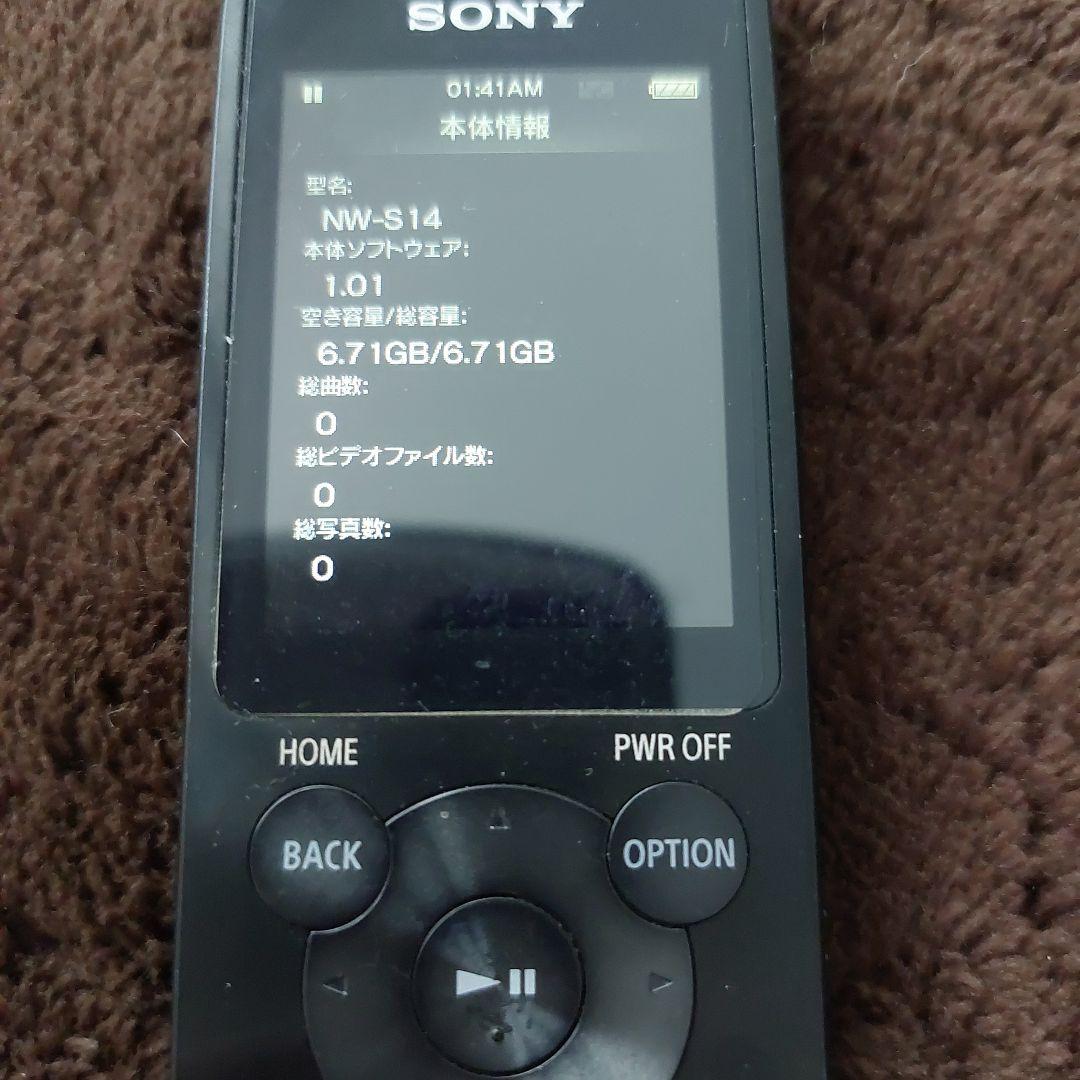 SONY
01:41AM
本体情報
型名:
NW-S14
本体ソフトウェア:
1.01
空き容量/総容量:
6.71GB/6.71GB
総曲数:
0
総ビデオファイル数:
0
総写真数:
0
HOME
PWR OFF
BACK
OPTION